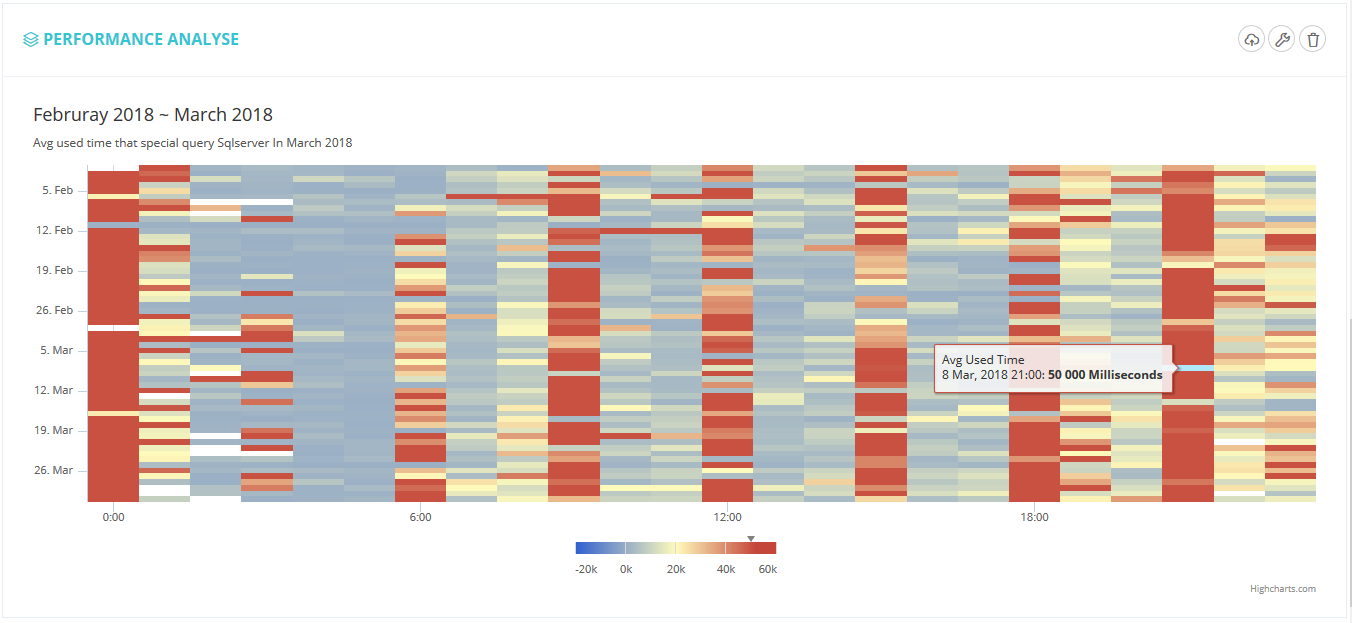 PERFORMANCE ANALYSE
Februray 2018 ~ March 2018
Avg used time that special query Sqlserver In March 2018
5. Feb
12. Feb
19. Feb
26. Feb
5. Mar
12. Mar
19. Mar
26. Mar
Avg Used Time
8 Mar, 2018 21:00: 50 000 Milliseconds
0:00 6:00 12:00 18:00
-20k 0k 20k 40k 60k
Highcharts.com